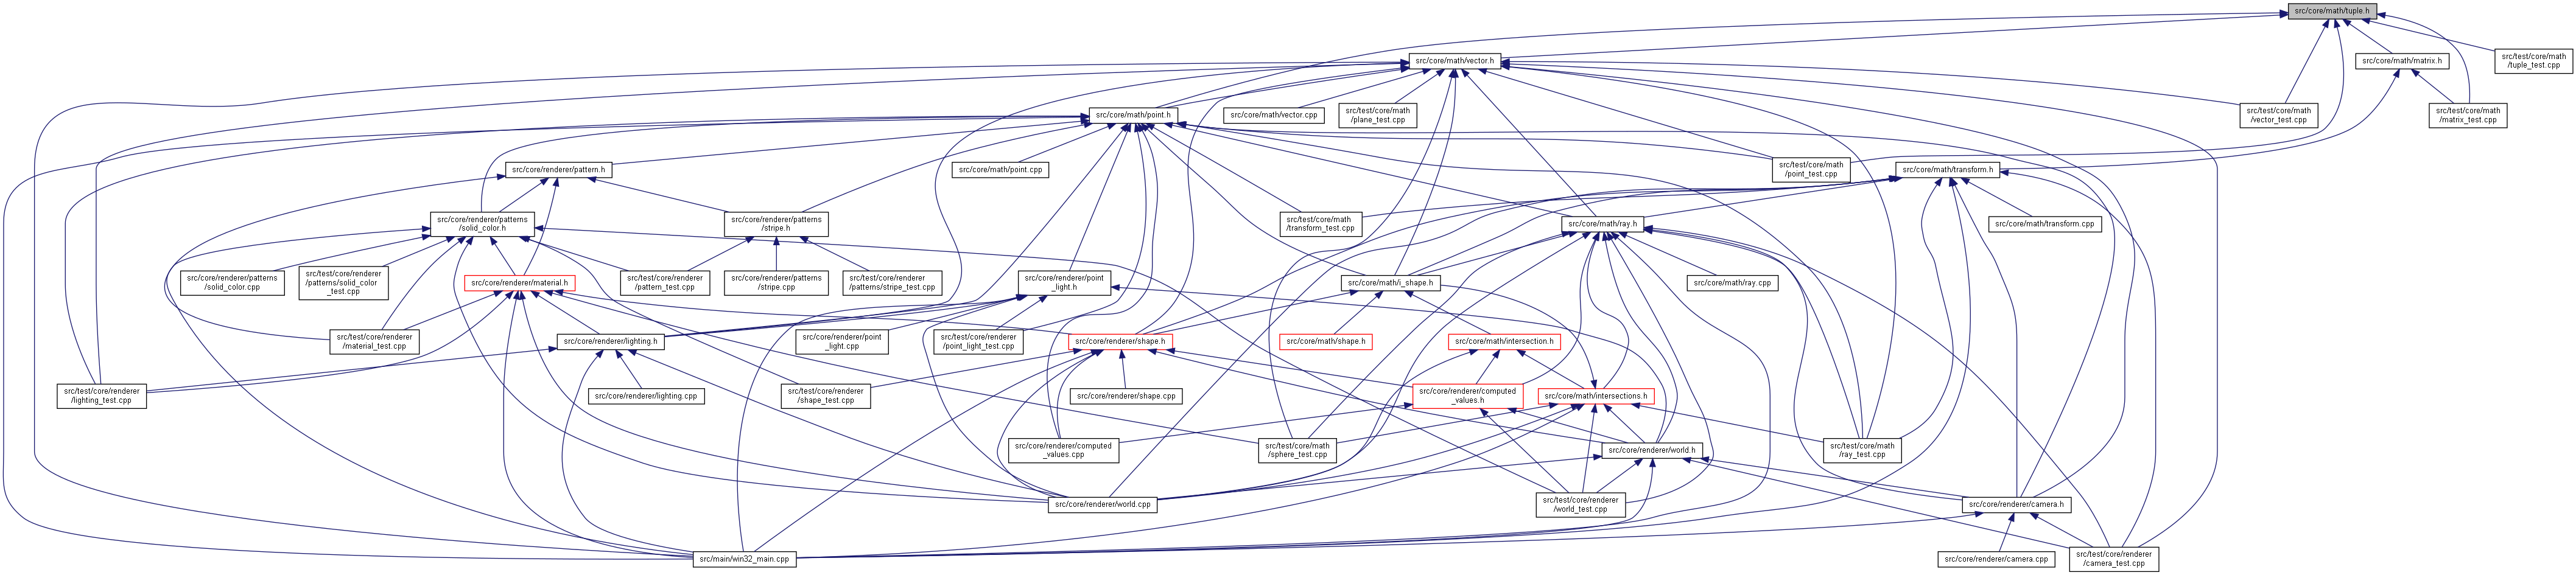 src/core/math/tuple.h
src/core/math/vector.h
src/core/math/matrix.h
src/test/core/math
/tuple_test.cpp
src/core/math/point.h
src/core/math/vector.cpp
src/test/core/math
/plane_test.cpp
src/test/core/math
/vector_test.cpp
src/test/core/math
/matrix_test.cpp
src/core/renderer/pattern.h
src/core/math/point.cpp
src/test/core/math
/point_test.cpp
src/core/math/transform.h
src/core/renderer/patterns
/solid_color.h
src/core/renderer/patterns
/stripe.h
src/test/core/math
/transform_test.cpp
src/core/math/ray.h
src/core/math/transform.cpp
src/core/renderer/patterns
/solid_color.cpp
src/test/core/renderer
/patterns/solid_color
_test.cpp
src/core/renderer/material.h
src/test/core/renderer
/pattern_test.cpp
src/core/renderer/patterns
/stripe.cpp
src/test/core/renderer
/patterns/stripe_test.cpp
src/core/renderer/point
_light.h
src/core/math/i_shape.h
src/core/math/ray.cpp
src/test/core/renderer
/material_test.cpp
src/core/renderer/lighting.h
src/core/renderer/point
_light.cpp
src/test/core/renderer
/point_light_test.cpp
src/core/renderer/shape.h
src/core/math/shape.h
src/core/math/intersection.h
src/test/core/renderer
/lighting_test.cpp
src/core/renderer/lighting.cpp
src/test/core/renderer
/shape_test.cpp
src/core/renderer/shape.cpp
src/core/renderer/computed
_values.h
src/core/math/intersections.h
src/core/renderer/computed
_values.cpp
src/test/core/math
/sphere_test.cpp
src/core/renderer/world.h
src/test/core/math
/ray_test.cpp
src/core/renderer/world.cpp
src/test/core/renderer
/world_test.cpp
src/core/renderer/camera.h
src/main/win32_main.cpp
src/core/renderer/camera.cpp
src/test/core/renderer
/camera_test.cpp